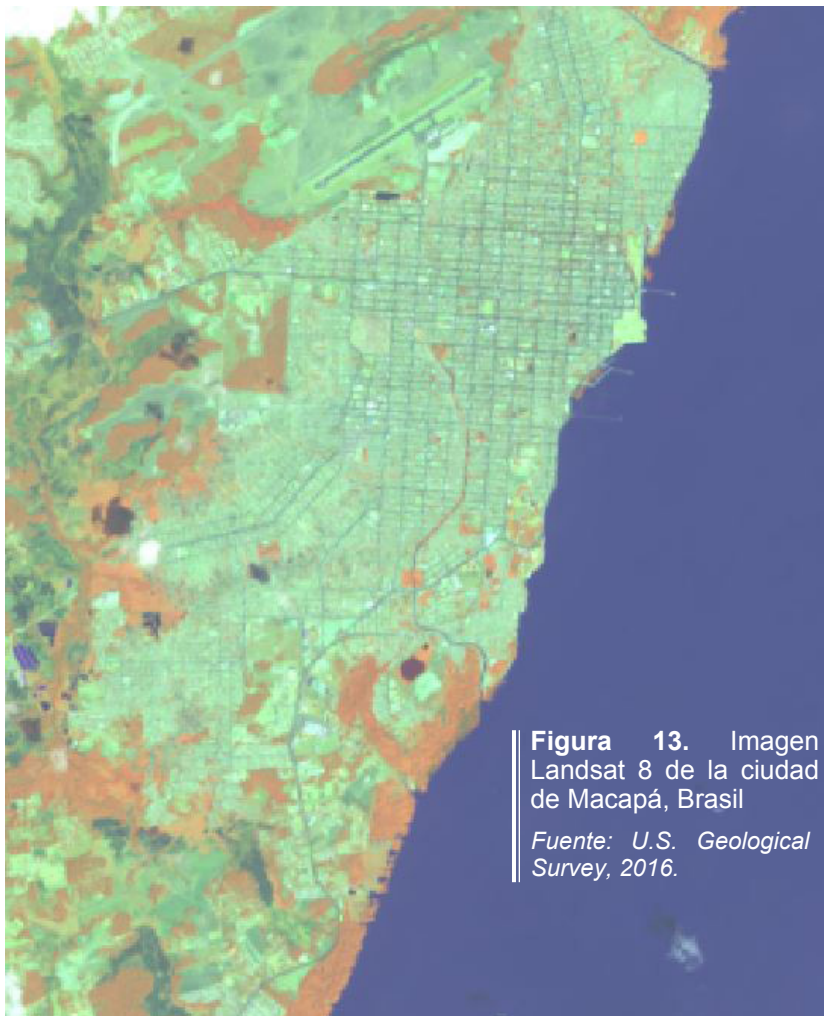 Figura 13. Imagen
Landsat 8 de la ciudad
de Macapá, Brasil
Fuente: U.S. Geological
Survey, 2016.